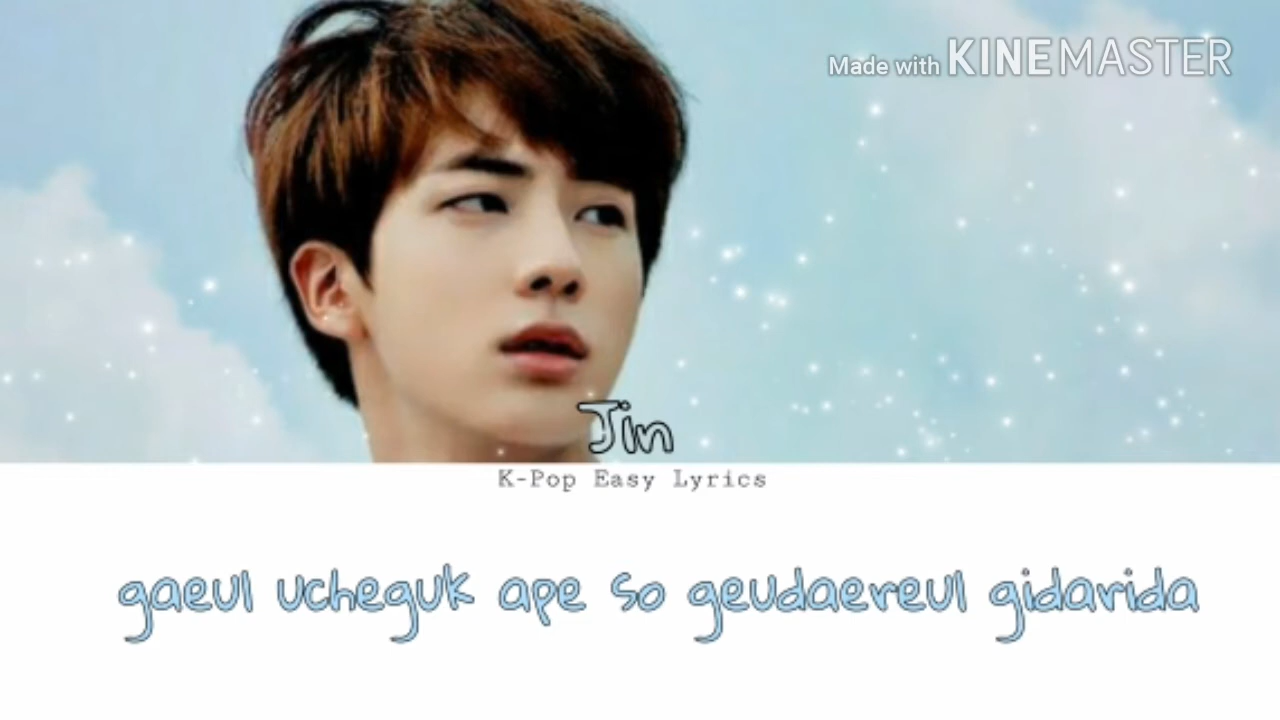 Made with KINEMASTER
Jin
K-Pop Easy Lyrics
gaeul ucheguk ape so geudaereul gidarida